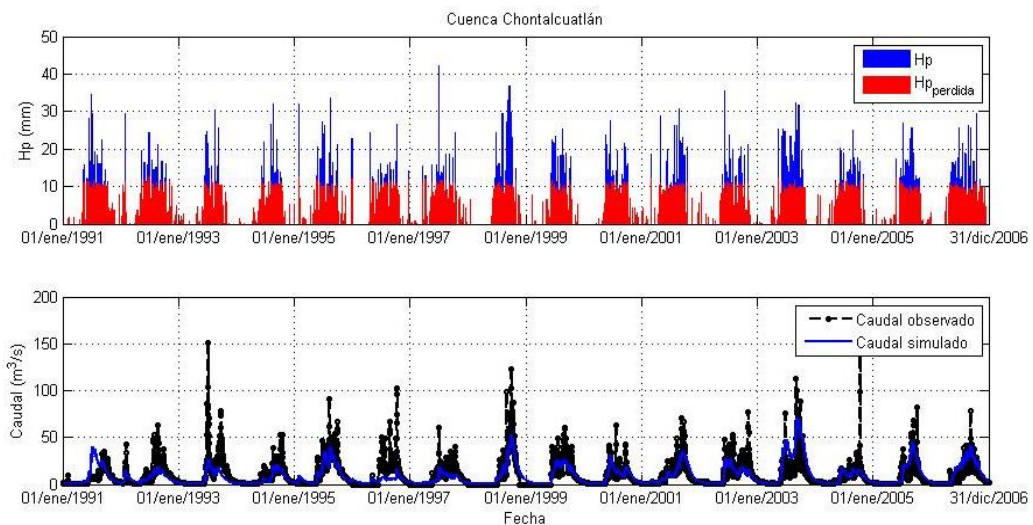 Cuenca Chontalcuatlán
50
40
30
20
10
0
Hp (mm)
Hp
Hp perdida
01/ene/1991 01/ene/1993 01/ene/1995 01/ene/1997 01/ene/1999 01/ene/2001 01/ene/2003 01/ene/2005 31/dic/2006
200
150
100
50
0
Caudal (m³/s)
Caudal observado
Caudal simulado
01/ene/1991 01/ene/1993 01/ene/1995 01/ene/1997 01/ene/1999 01/ene/2001 01/ene/2003 01/ene/2005 31/dic/2006
Fecha